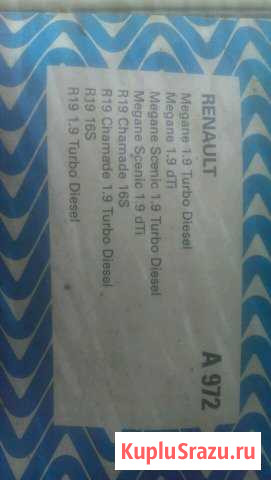 RENAULT
A 972
Megane 1.9 Turbo Diesel
Megane 1.9 dTi
Megane Scenic 1.9 Turbo Diesel
Megane Scenic 1.9 dTi
R19 Chamade 16S
R19 Chamade 1.9 Turbo Diesel
R19 16S
R19 1.9 Turbo Diesel
KupluSrazu.ru